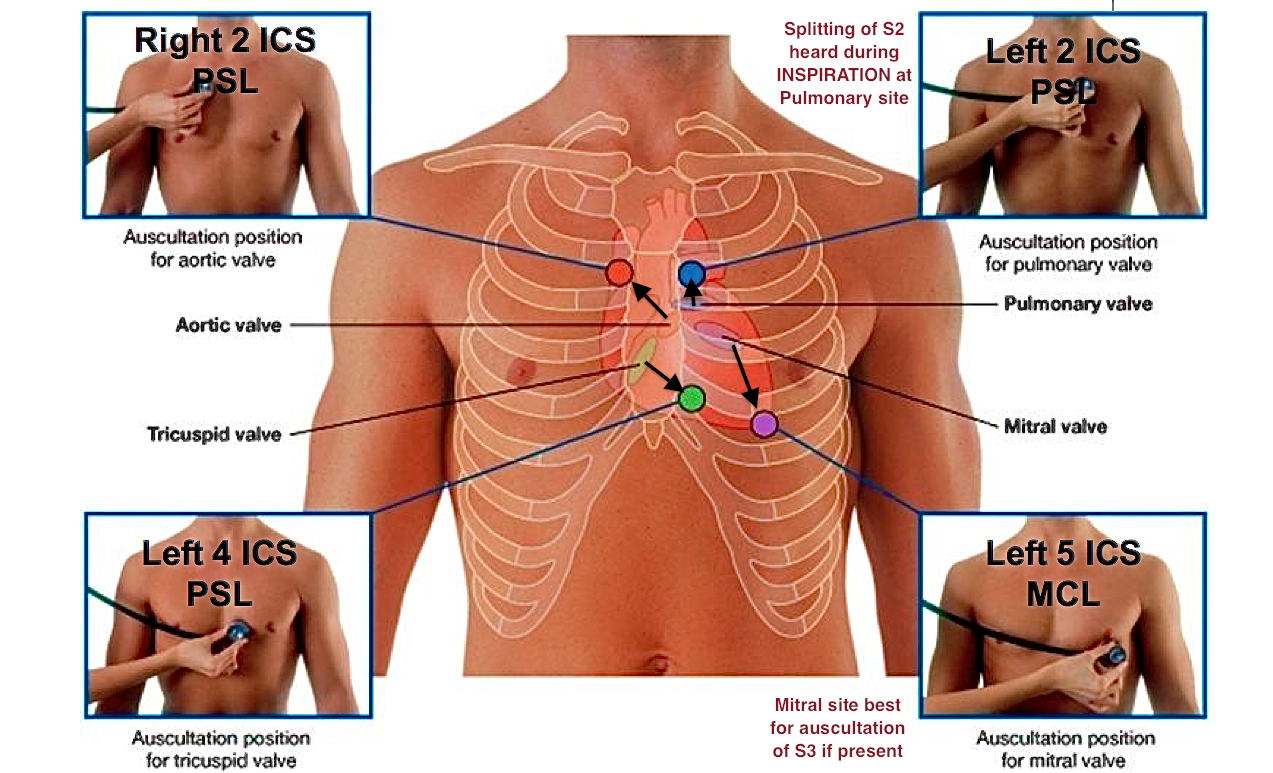 Right 2 ICS
PSL
Auscultation position
for aortic valve
Splitting of S2
heard during
INSPIRATION at
Pulmonary site
Left 2 ICS
PSL
Auscultation position
for pulmonary valve
Pulmonary valve
Aortic valve
Tricuspid valve
Mitral valve
Left 4 ICS
PSL
Auscultation position
for tricuspid valve
Mitral site best
for auscultation
of S3 if present
Left 5 ICS
MCL
Auscultation position
for mitral valve